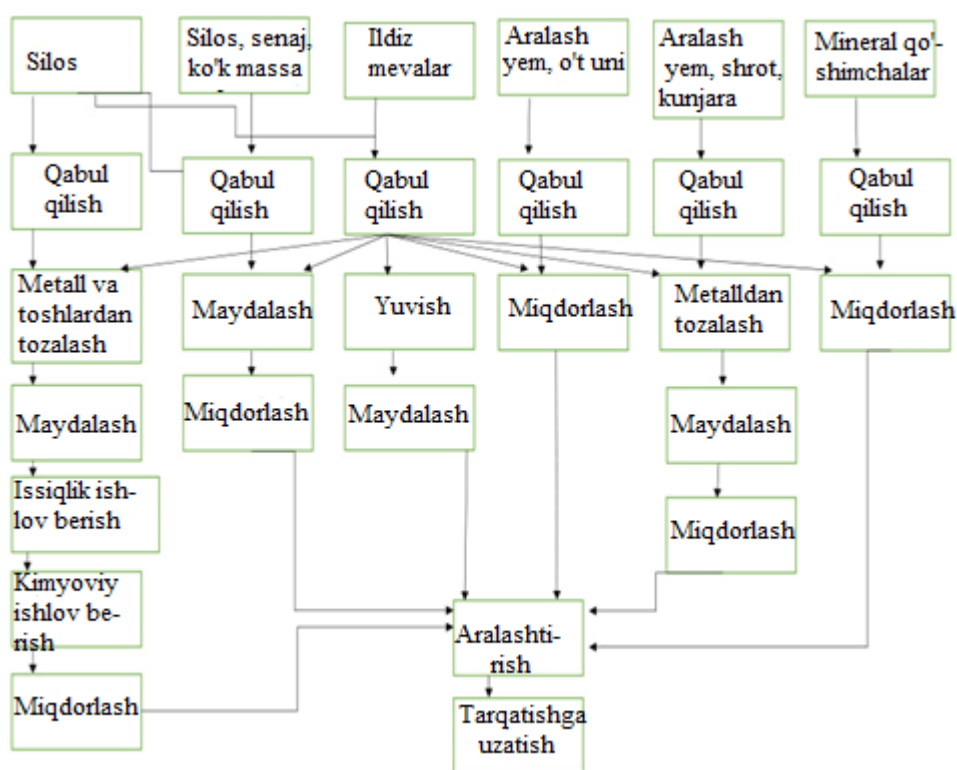 Silos
Silos, senaj,
ko'k massa
Ildiz
mevalar
Aralash
yem, o't uni
Aralash
yem, shrot,
kunjara
Mineral qo'-
shimchalar
Qabul
qilish
Qabul
qilish
Qabul
qilish
Qabul
qilish
Qabul
qilish
Qabul
qilish
Metall va
toshlardan
tozalash
Maydalash
Yuvish
Miqdorlash
Metalldan
tozalash
Miqdorlash
Maydalash
Miqdorlash
Maydalash
Maydalash
Issiqlik ish-
lov berish
Miqdorlash
Kimyoviy
ishlov be-
rish
Aralashti-
rish
Miqdorlash
Tarqatishga
uzatish